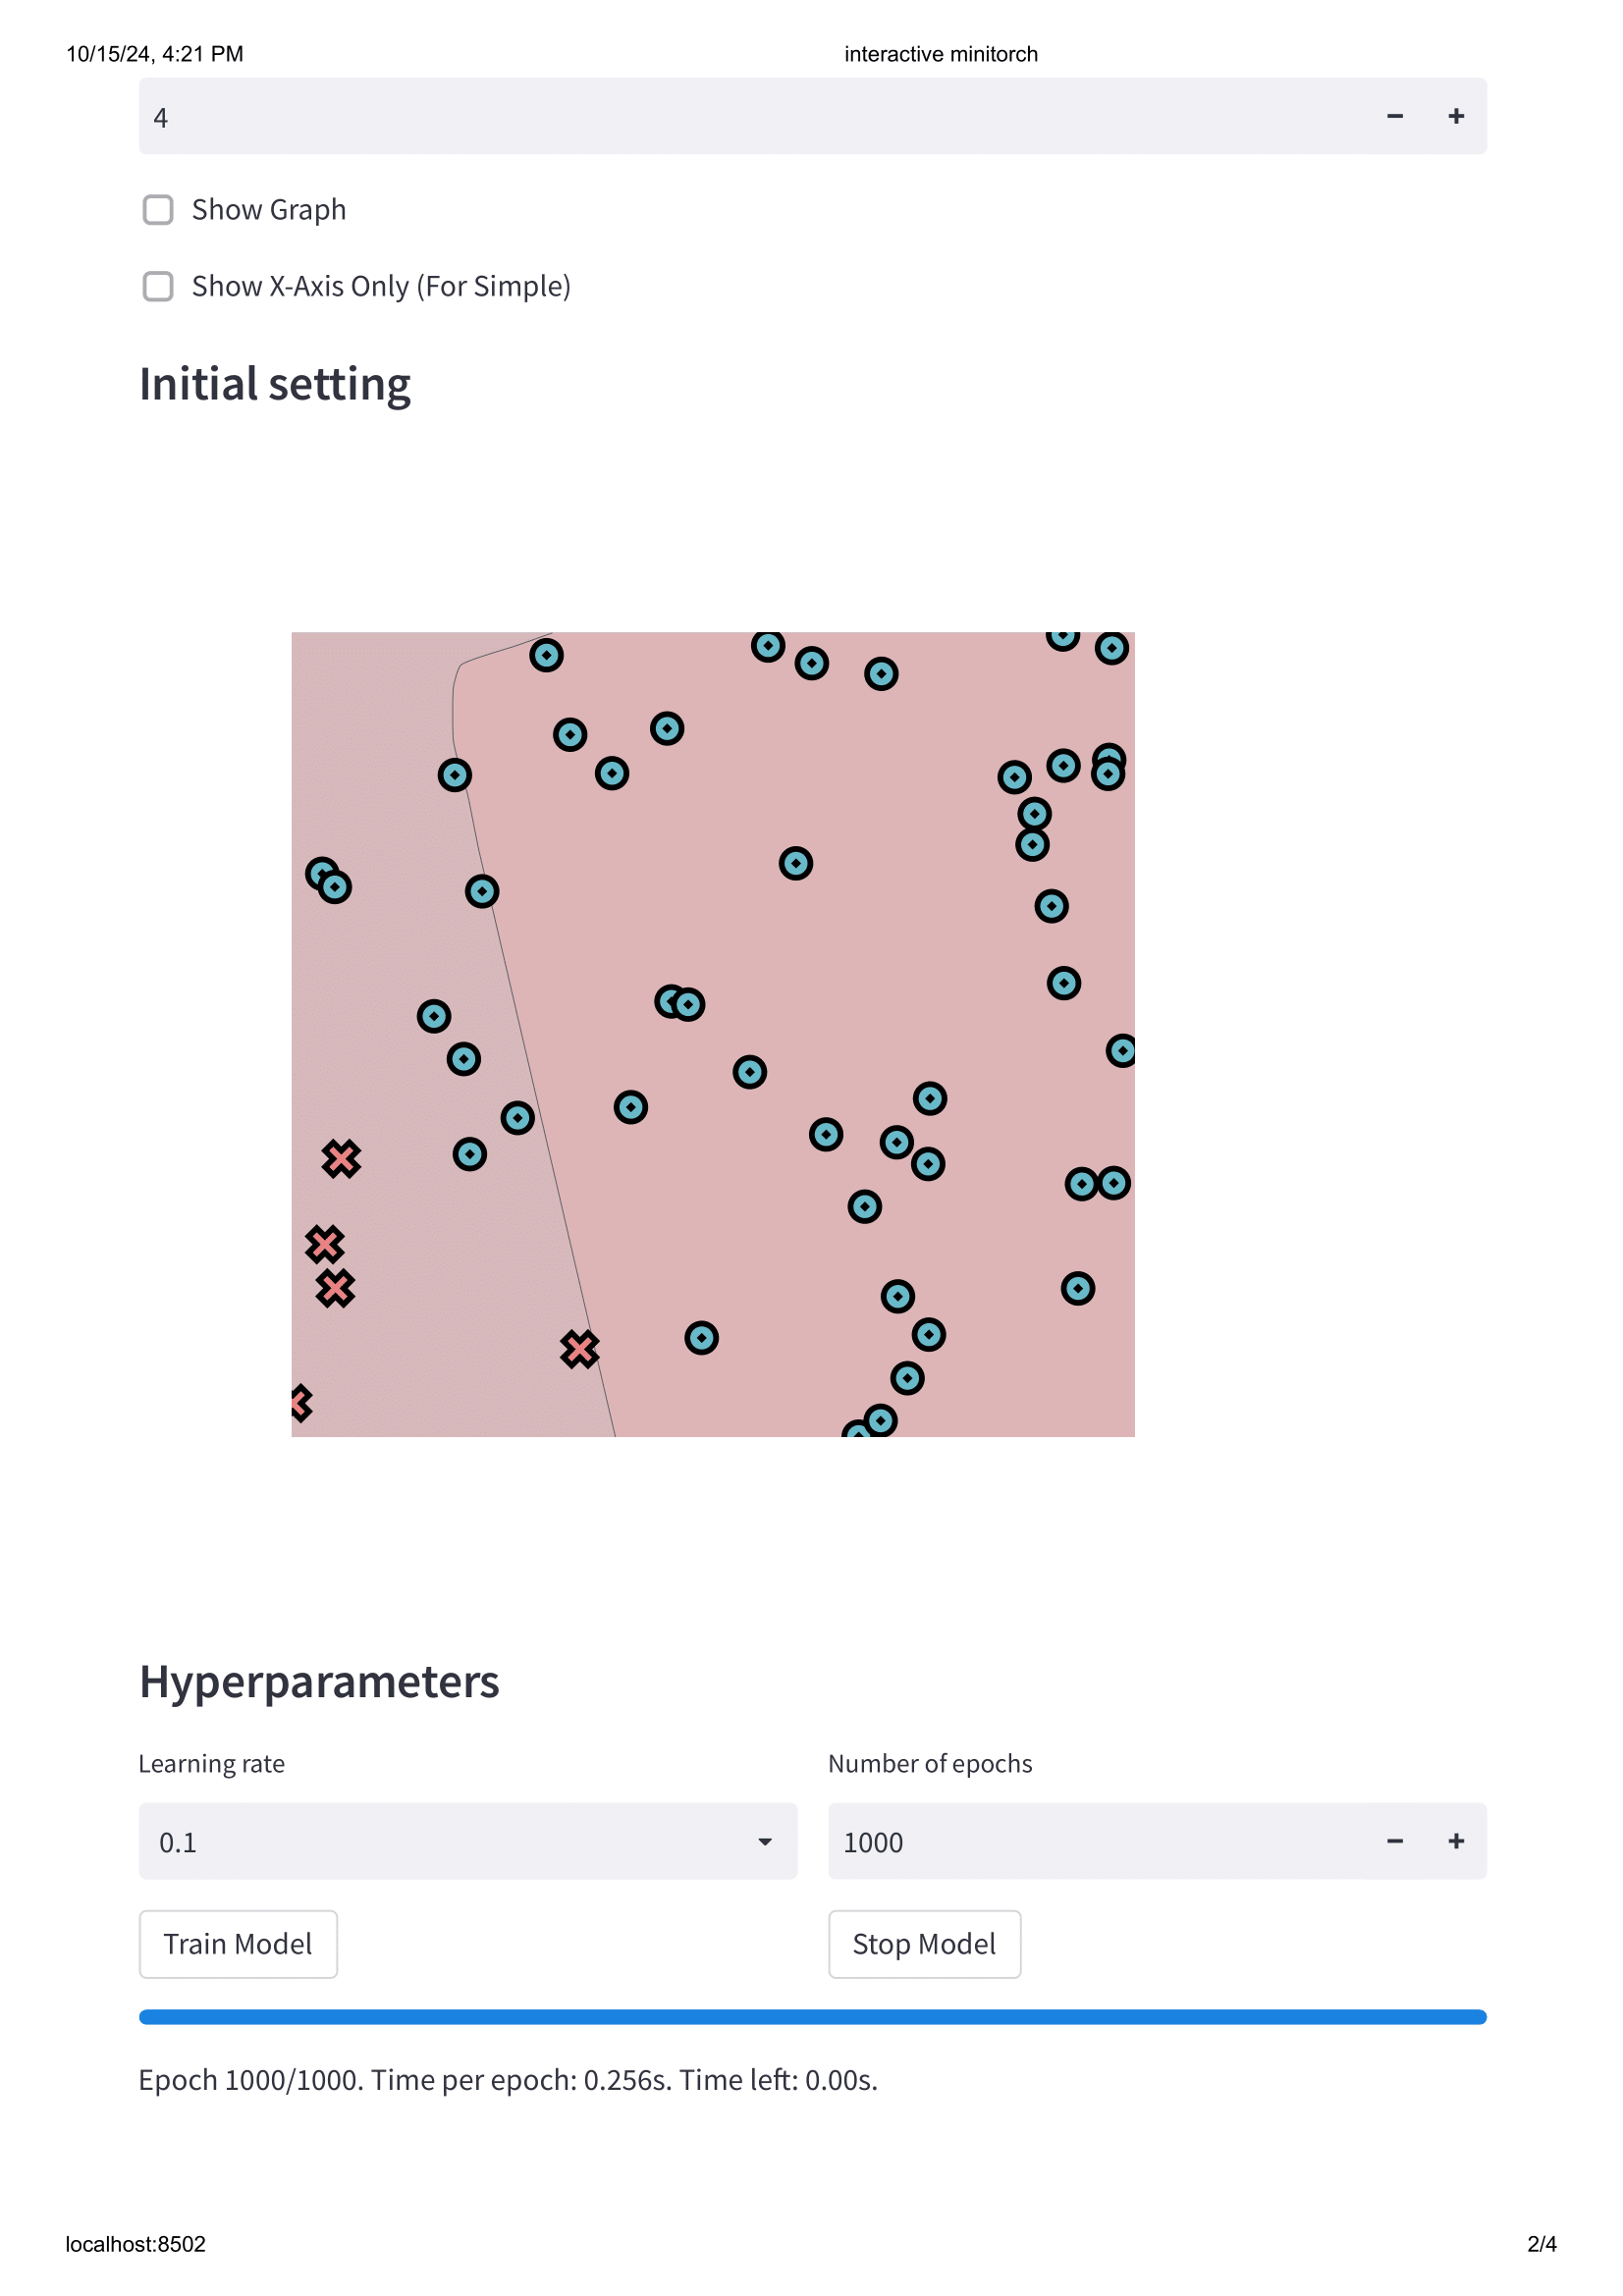 10/15/24, 4:21 PM interactive minitorch
4 − +
Show Graph
Show X-Axis Only (For Simple)
Initial setting
Hyperparameters
Learning rate Number of epochs
0.1 1000 − +
Train Model Stop Model
Epoch 1000/1000. Time per epoch: 0.256s. Time left: 0.00s.
localhost:8502 2/4